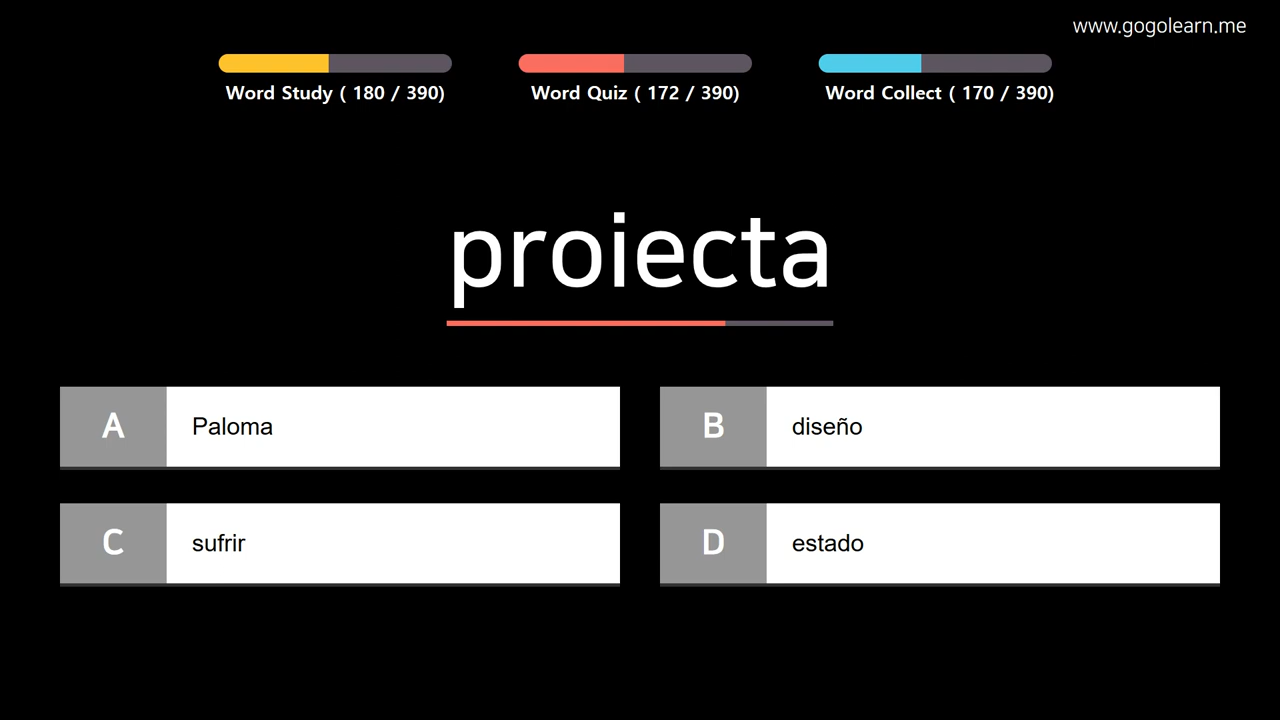 www.gogolearn.me
Word Study ( 180 / 390)
Word Quiz ( 172 / 390)
Word Collect ( 170 / 390)
proiecta
A Paloma
B diseño
C sufrir
D estado